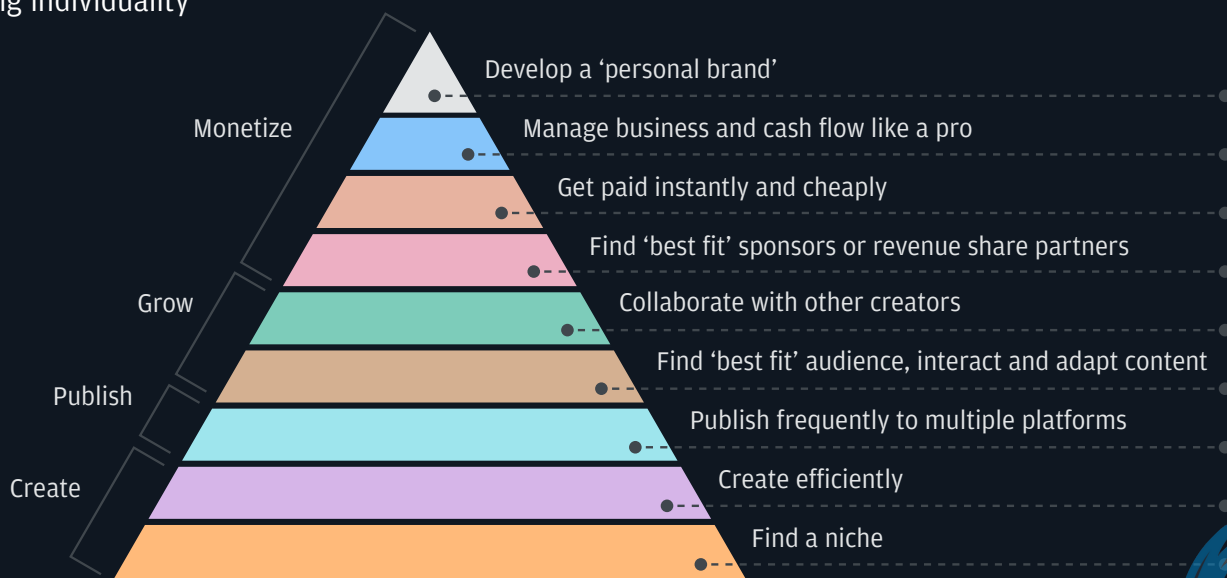 ng individuality
Develop a ‘personal brand’
Monetize
Manage business and cash flow like a pro
Get paid instantly and cheaply
Find ‘best fit’ sponsors or revenue share partners
Grow
Collaborate with other creators
Find ‘best fit’ audience, interact and adapt content
Publish
Publish frequently to multiple platforms
Create
Create efficiently
Find a niche